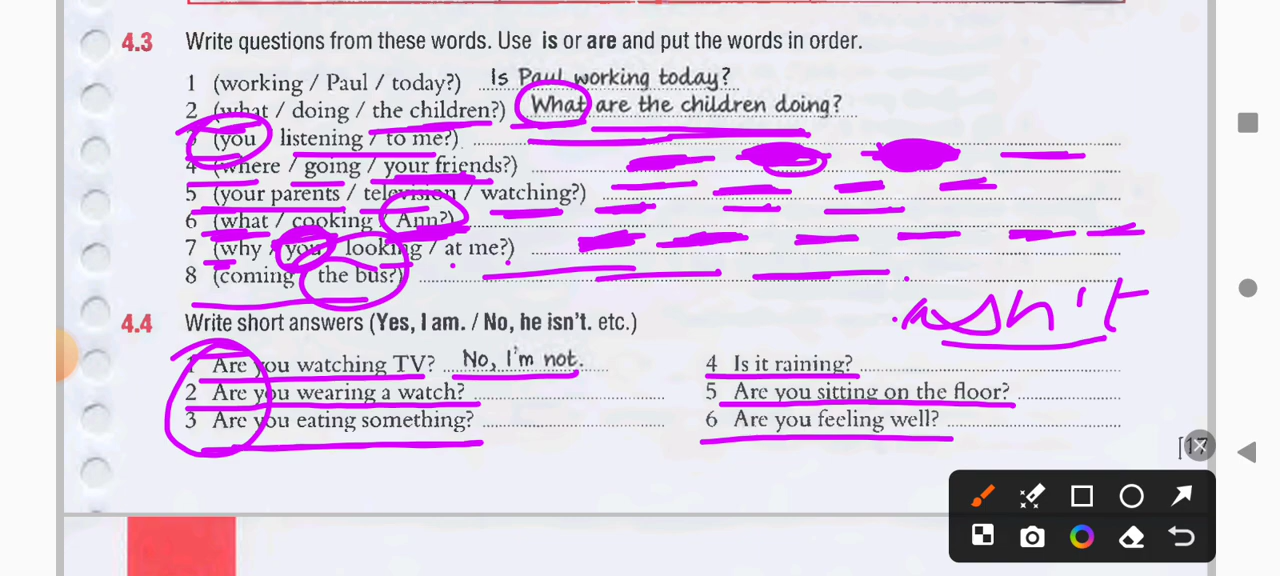 4.3 Write questions from these words. Use is or are and put the words in order.
1 (working / Paul / today?) Is Paul working today?
2 (what / doing / the children?) What are the children doing?
3 (you / listening / to me?)
4 (where / going / your friends?)
5 (your parents / television / watching?)
6 (what / cooking / Ann?)
7 (why / you / looking / at me?)
8 (coming / the bus?)
isn't
4.4 Write short answers (Yes, I am. / No, he isn't. etc.)
1 Are you watching TV? No, I'm not.
2 Are you wearing a watch?
3 Are you eating something?
4 Is it raining?
5 Are you sitting on the floor?
6 Are you feeling well?
[17